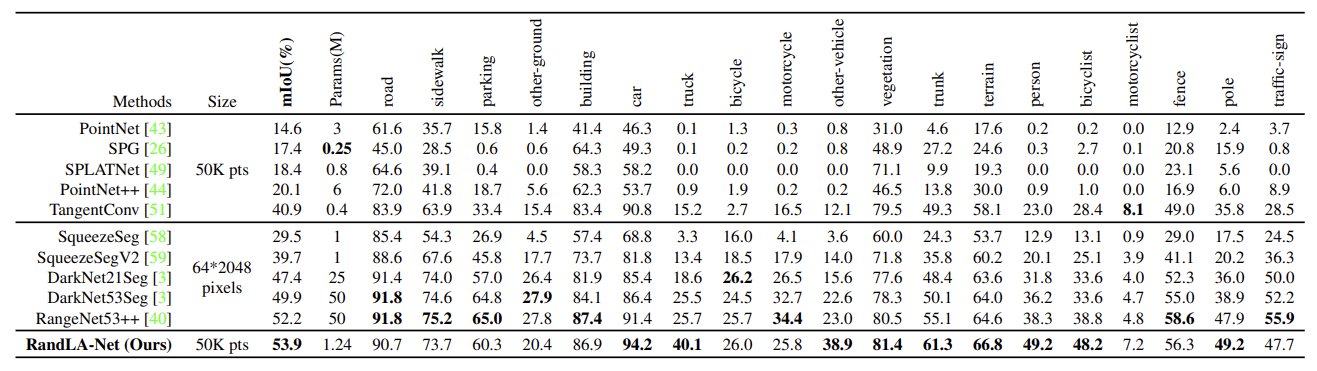 Methods Size mIoU(%) Params(M) road sidewalk parking other-ground building car truck bicycle motorcycle other-vehicle vegetation trunk terrain person bicyclist motorcyclist fence pole traffic-sign
PointNet [43] 14.6 3 61.6 35.7 15.8 1.4 41.4 46.3 0.1 1.3 0.3 0.8 31.0 4.6 17.6 0.2 0.2 0.0 12.9 2.4 3.7
SPG [26] 17.4 0.25 45.0 28.5 0.6 0.6 64.3 49.3 0.1 0.2 0.2 0.8 48.9 27.2 24.6 0.3 2.7 0.1 20.8 15.9 0.8
SPLATNet [49] 50K pts 18.4 0.8 64.6 39.1 0.4 0.0 58.3 58.2 0.0 0.0 0.0 0.0 71.1 9.9 19.3 0.0 0.0 0.0 23.1 5.6 0.0
PointNet++ [44] 20.1 6 72.0 41.8 18.7 5.6 62.3 53.7 0.9 1.9 0.2 0.2 46.5 13.8 30.0 0.9 1.0 0.0 16.9 6.0 8.9
TangentConv [51] 40.9 0.4 83.9 63.9 33.4 15.4 83.4 90.8 15.2 2.7 16.5 12.1 79.5 49.3 58.1 23.0 28.4 8.1 49.0 35.8 28.5
SqueezeSeg [58] 29.5 1 85.4 54.3 26.9 4.5 57.4 68.8 3.3 16.0 4.1 3.6 60.0 24.3 53.7 12.9 13.1 0.9 29.0 17.5 24.5
SqueezeSegV2 [59] 39.7 1 88.6 67.6 45.8 17.7 73.7 81.8 13.4 18.5 17.9 14.0 71.8 35.8 60.2 20.1 25.1 3.9 41.1 20.2 36.3
DarkNet21Seg [3] 64*2048 pixels 47.4 25 91.4 74.0 57.0 26.4 81.9 85.4 18.6 26.2 26.5 15.6 77.6 48.4 63.6 31.8 33.6 4.0 52.3 36.0 50.0
DarkNet53Seg [3] 49.9 50 91.8 74.6 64.8 27.9 84.1 86.4 25.5 24.5 32.7 22.6 78.3 50.1 64.0 36.2 33.6 4.7 55.0 38.9 52.2
RangeNet53++ [40] 52.2 50 91.8 75.2 65.0 27.8 87.4 91.4 25.7 25.7 34.4 23.0 80.5 55.1 64.6 38.3 38.8 4.8 58.6 47.9 55.9
RandLA-Net (Ours) 50K pts 53.9 1.24 90.7 73.7 60.3 20.4 86.9 94.2 40.1 26.0 25.8 38.9 81.4 61.3 66.8 49.2 48.2 7.2 56.3 49.2 47.7